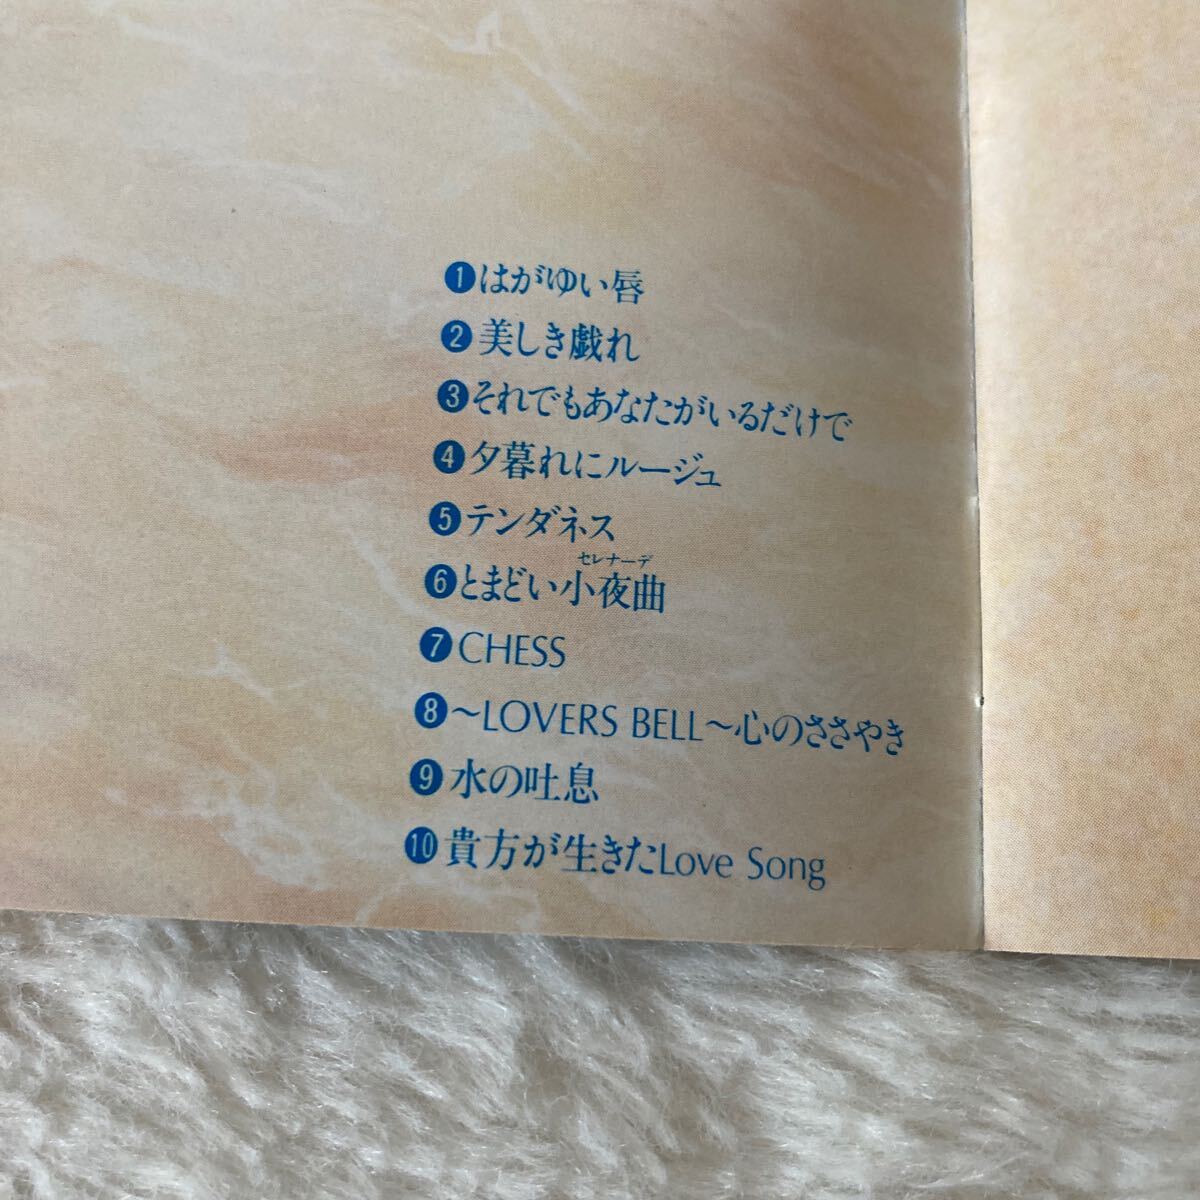 ❶はがゆい唇
❷美しき戯れ
❸それでもあなたがいるだけで
❹夕暮れにルージュ
❺テンダネス
セレナーデ
❻とまどい小夜曲
❼CHESS
❽〜LOVERS BELL〜心のささやき
❾水の吐息
❿貴方が生きたLove Song